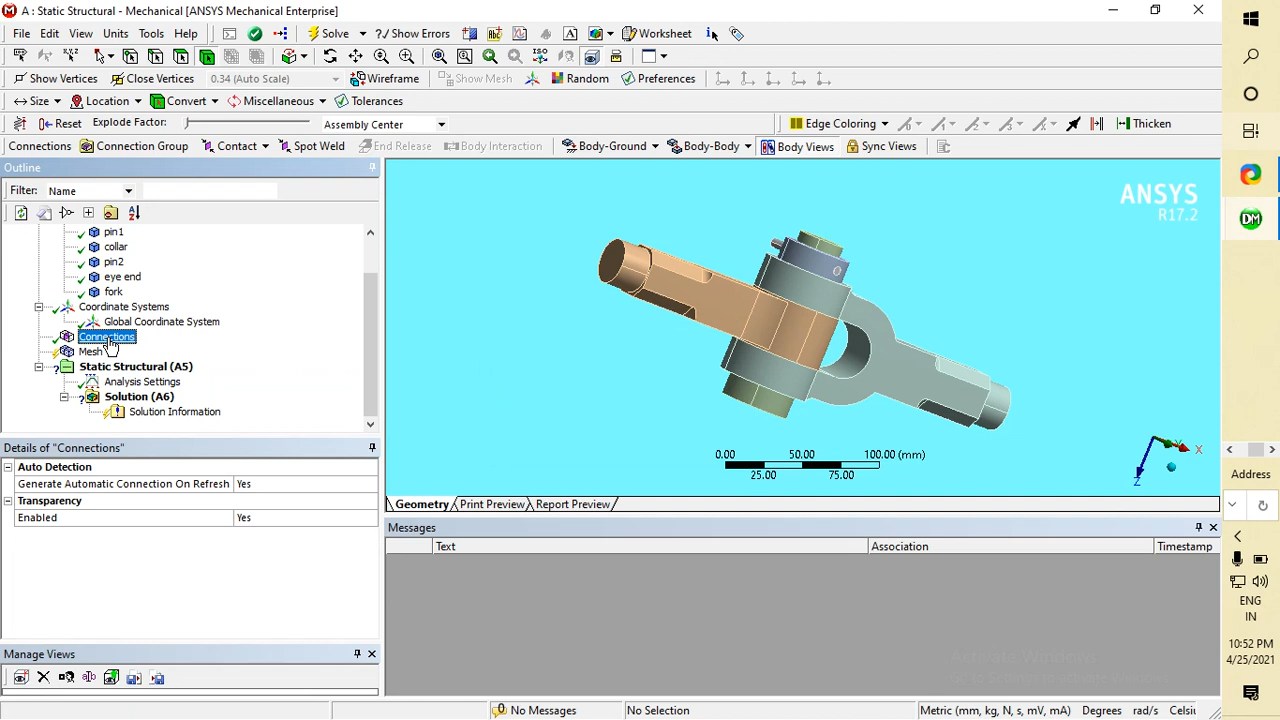 A : Static Structural - Mechanical [ANSYS Mechanical Enterprise]
File Edit View Units Tools Help Solve ?/ Show Errors Worksheet
Show Vertices Close Vertices 0.34 (Auto Scale) Wireframe Show Mesh Random Preferences
Size Location Convert Miscellaneous Tolerances
Reset Explode Factor: Assembly Center Edge Coloring Thicken
Connections Connection Group Contact Spot Weld End Release Body Interaction Body-Ground Body-Body Body Views Sync Views
Outline
Filter: Name
pin1
collar
pin2
eye end
fork
Coordinate Systems
Global Coordinate System
Connections
Mesh
Static Structural (A5)
Analysis Settings
Solution (A6)
Solution Information
Details of "Connections"
Auto Detection
Generate Automatic Connection On Refresh Yes
Transparency
Enabled Yes
Manage Views
ANSYS
R17.2
0.00 50.00 100.00 (mm)
25.00 75.00
X
Y
Z
Geometry Print Preview Report Preview
Messages
Text Association Timestamp
Activate Windows
No Messages No Selection Metric (mm, kg, N, s, mV, mA) Degrees rad/s Celsi
DM
Address
ENG
IN
10:52 PM
4/25/2021